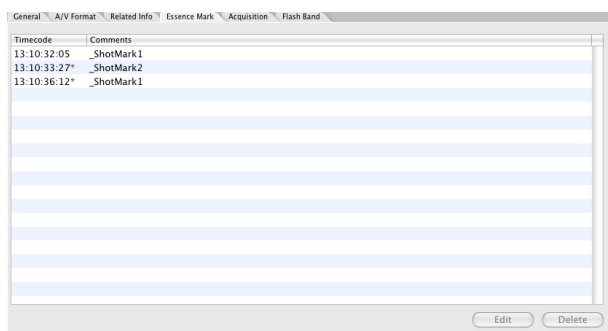 General A/V Format Related Info Essence Mark Acquisition Flash Band
Timecode Comments
13:10:32:05 _ShotMark1
13:10:33:27* _ShotMark2
13:10:36:12* _ShotMark1
Edit Delete